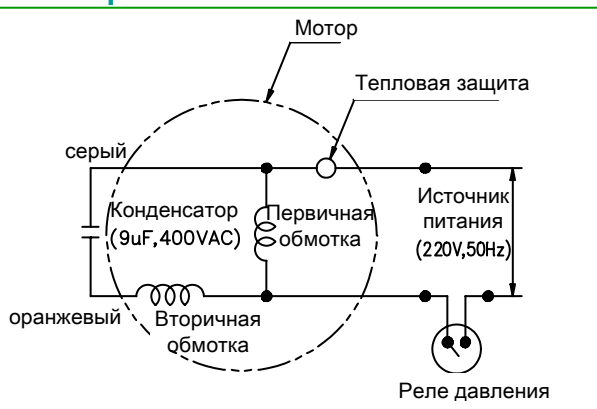 Мотор
Тепловая защита
серый
Конденсатор
(9uF,400VAC)
Первичная
обмотка
Источник
питания
(220V,50Hz)
оранжевый
Вторичная
обмотка
Реле давления